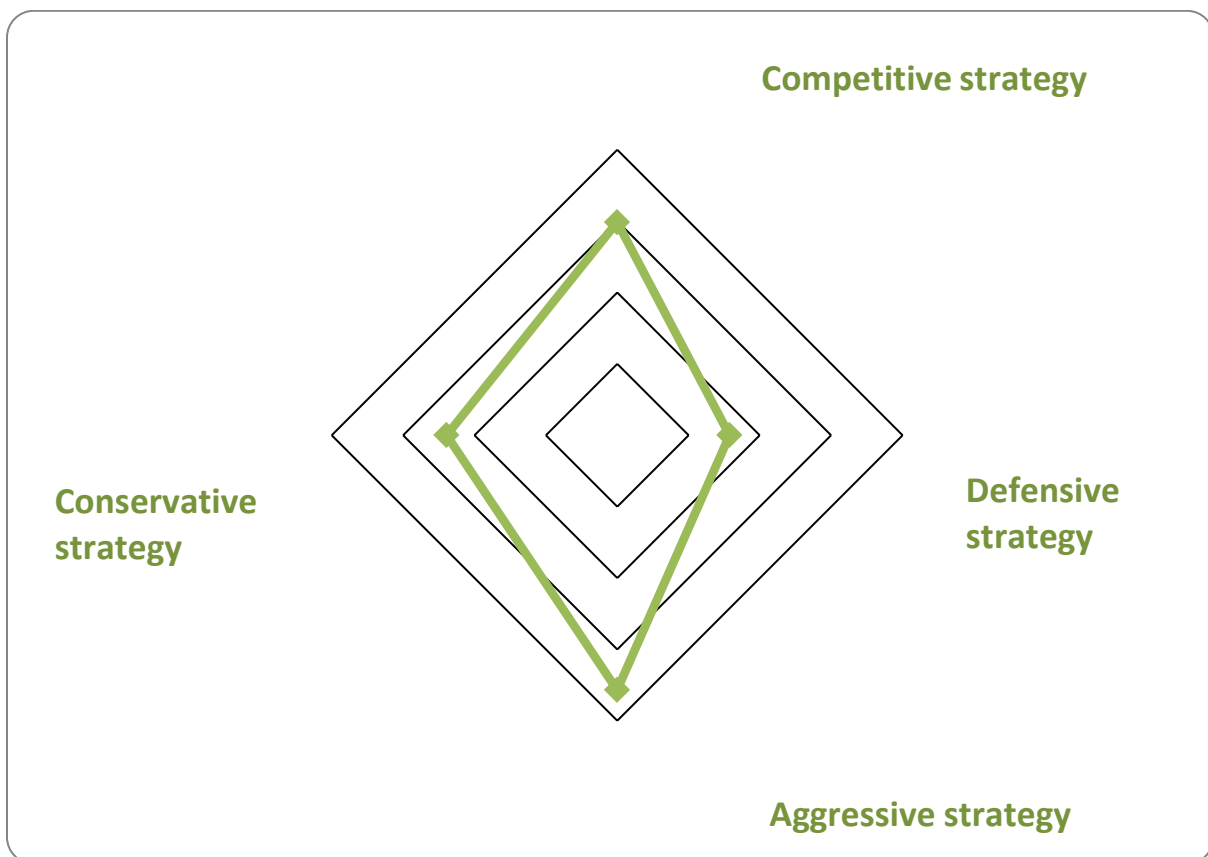 Competitive strategy
Conservative
strategy
Defensive
strategy
Aggressive strategy